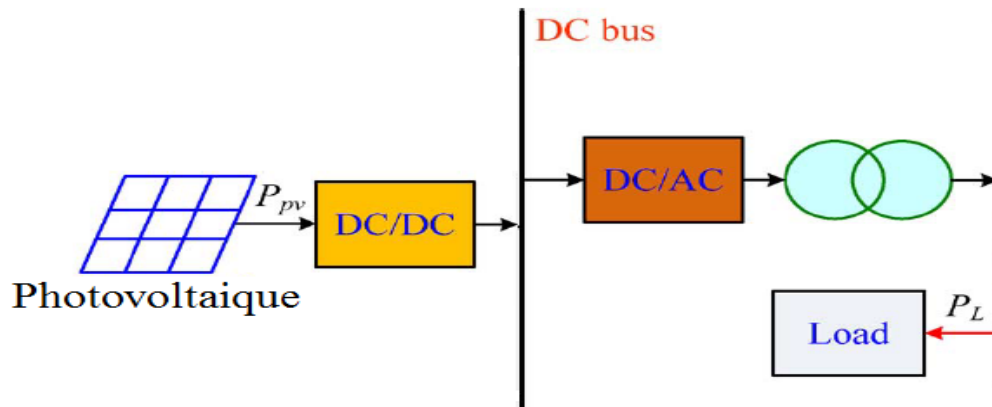 DC bus
P_pv
DC/DC
DC/AC
Photovoltaique
Load
P_L